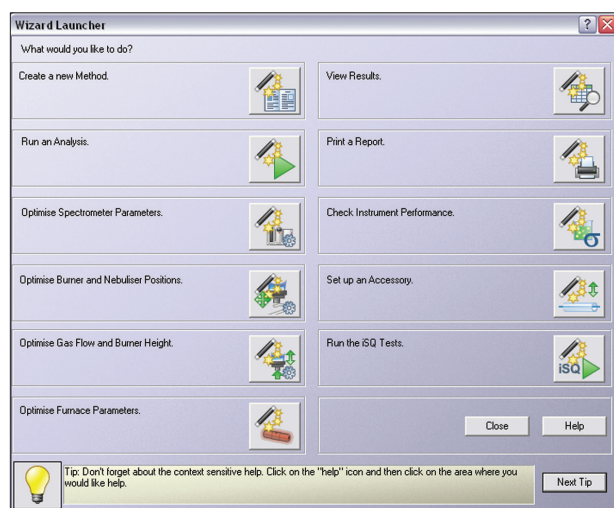 Wizard Launcher
What would you like to do?
Create a new Method.
View Results.
Run an Analysis.
Print a Report.
Optimise Spectrometer Parameters.
Check Instrument Performance.
σ
Optimise Burner and Nebuliser Positions.
Set up an Accessory.
Optimise Gas Flow and Burner Height.
Run the iSQ Tests.
iSQ
Optimise Furnace Parameters.
Close
Help
Tip: Don't forget about the context sensitive help. Click on the "help" icon and then click on the area where you
would like help.
Next Tip